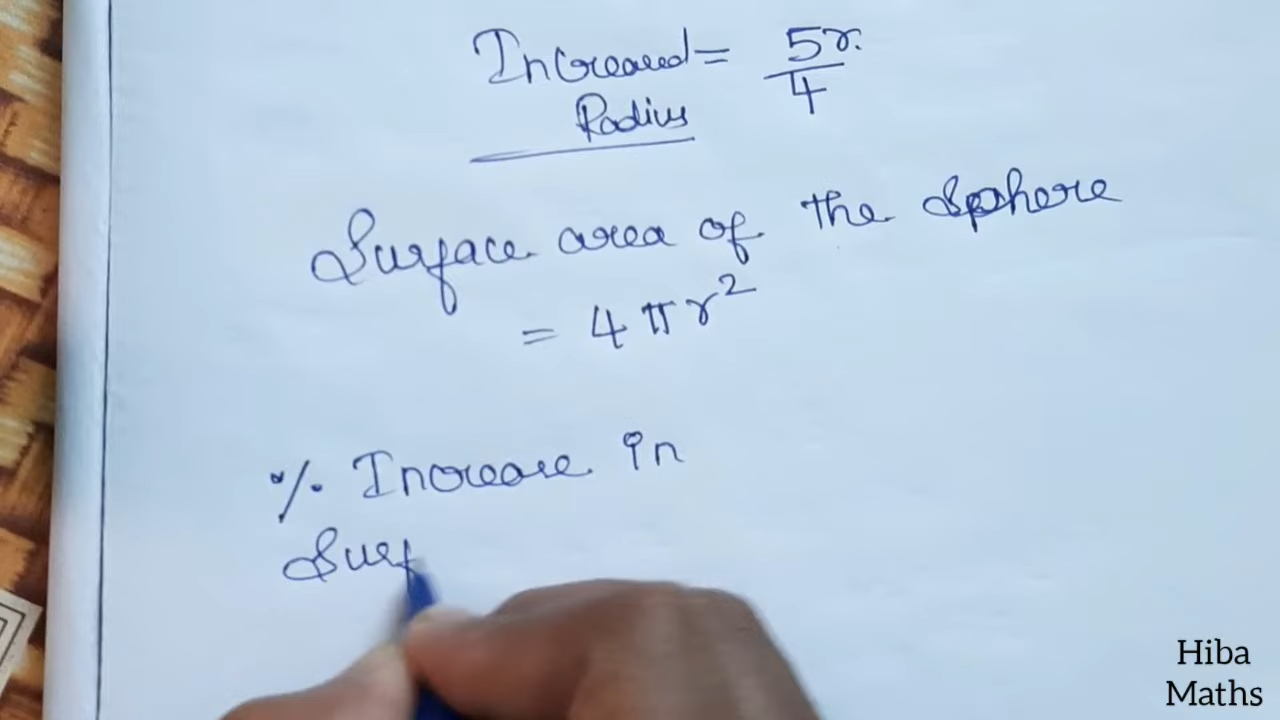 Increased = 5r/4
Radius
Surface area of the Sphere
= 4πr²
% Increase in
Surf
Hiba
Maths